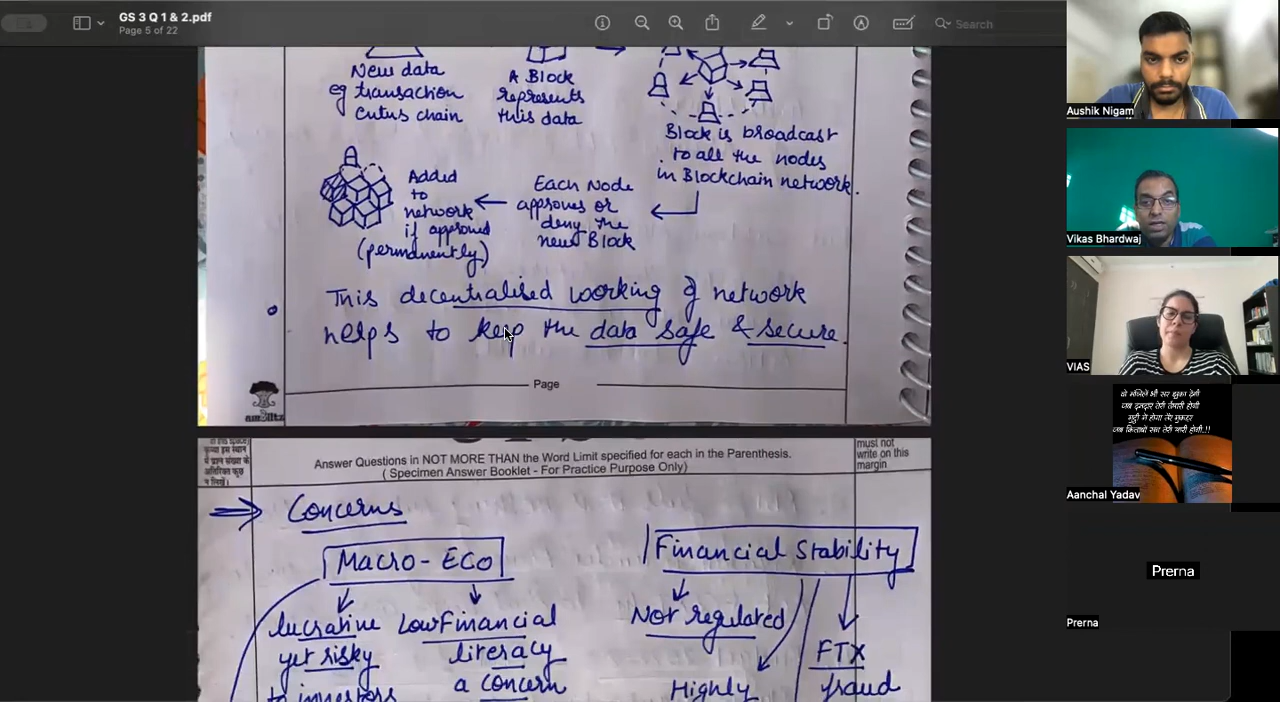 GS 3 Q 1 & 2.pdf
Page 5 of 22
Search
New data
eg transaction
entus chain
A Block
represents
this data
Block is broadcast
to all the nodes
in Blockchain network.
Each Node
approves or
deny the
new Block
Added
to
network
if approved
(permanently)
This decentralised working of network
helps to keep the data safe & secure.
Page
must not
write on this
margin
Answer Questions in NOT MORE THAN the Word Limit specified for each in the Parenthesis.
( Specimen Answer Booklet - For Practice Purpose Only)
Concerns
Macro-ECo
lucrative
yet risky
to investors
Low Financial
literacy
a concern
Financial Stability
Not regulated
Highly
FTX
fraud
Aushik Nigam
Vikas Bhardwaj
VIAS
Aanchal Yadav
Prerna
Prerna